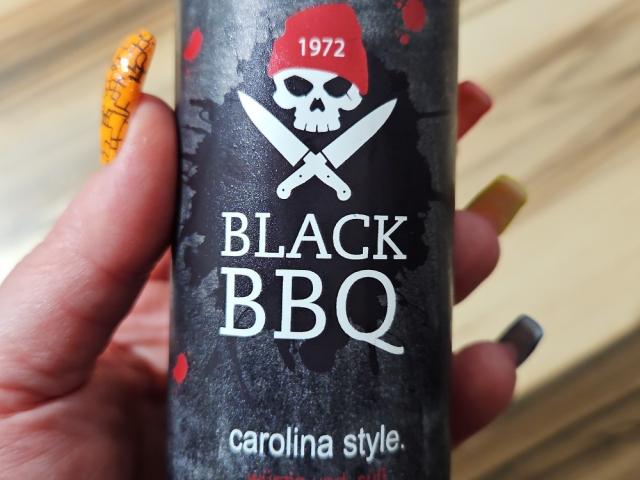 1972
BLACK
BBQ
carolina style.